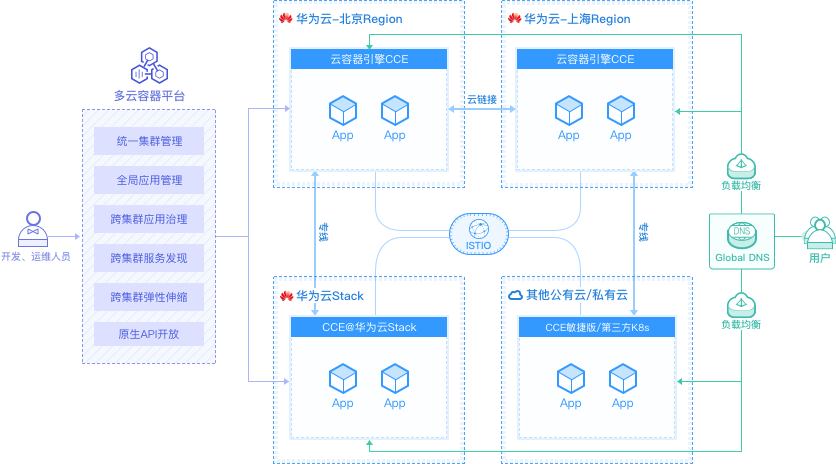 华为云-北京Region
华为云-上海Region
云容器引擎CCE
云容器引擎CCE
App
App
App
App
云链接
多云容器平台
统一集群管理
全局应用管理
跨集群应用治理
跨集群服务发现
跨集群弹性伸缩
原生API开放
开发、运维人员
专线
专线
ISTIO
负载均衡
DNS
Global DNS
用户
负载均衡
华为云Stack
其他公有云/私有云
CCE@华为云Stack
CCE敏捷版/第三方K8s
App
App
App
App